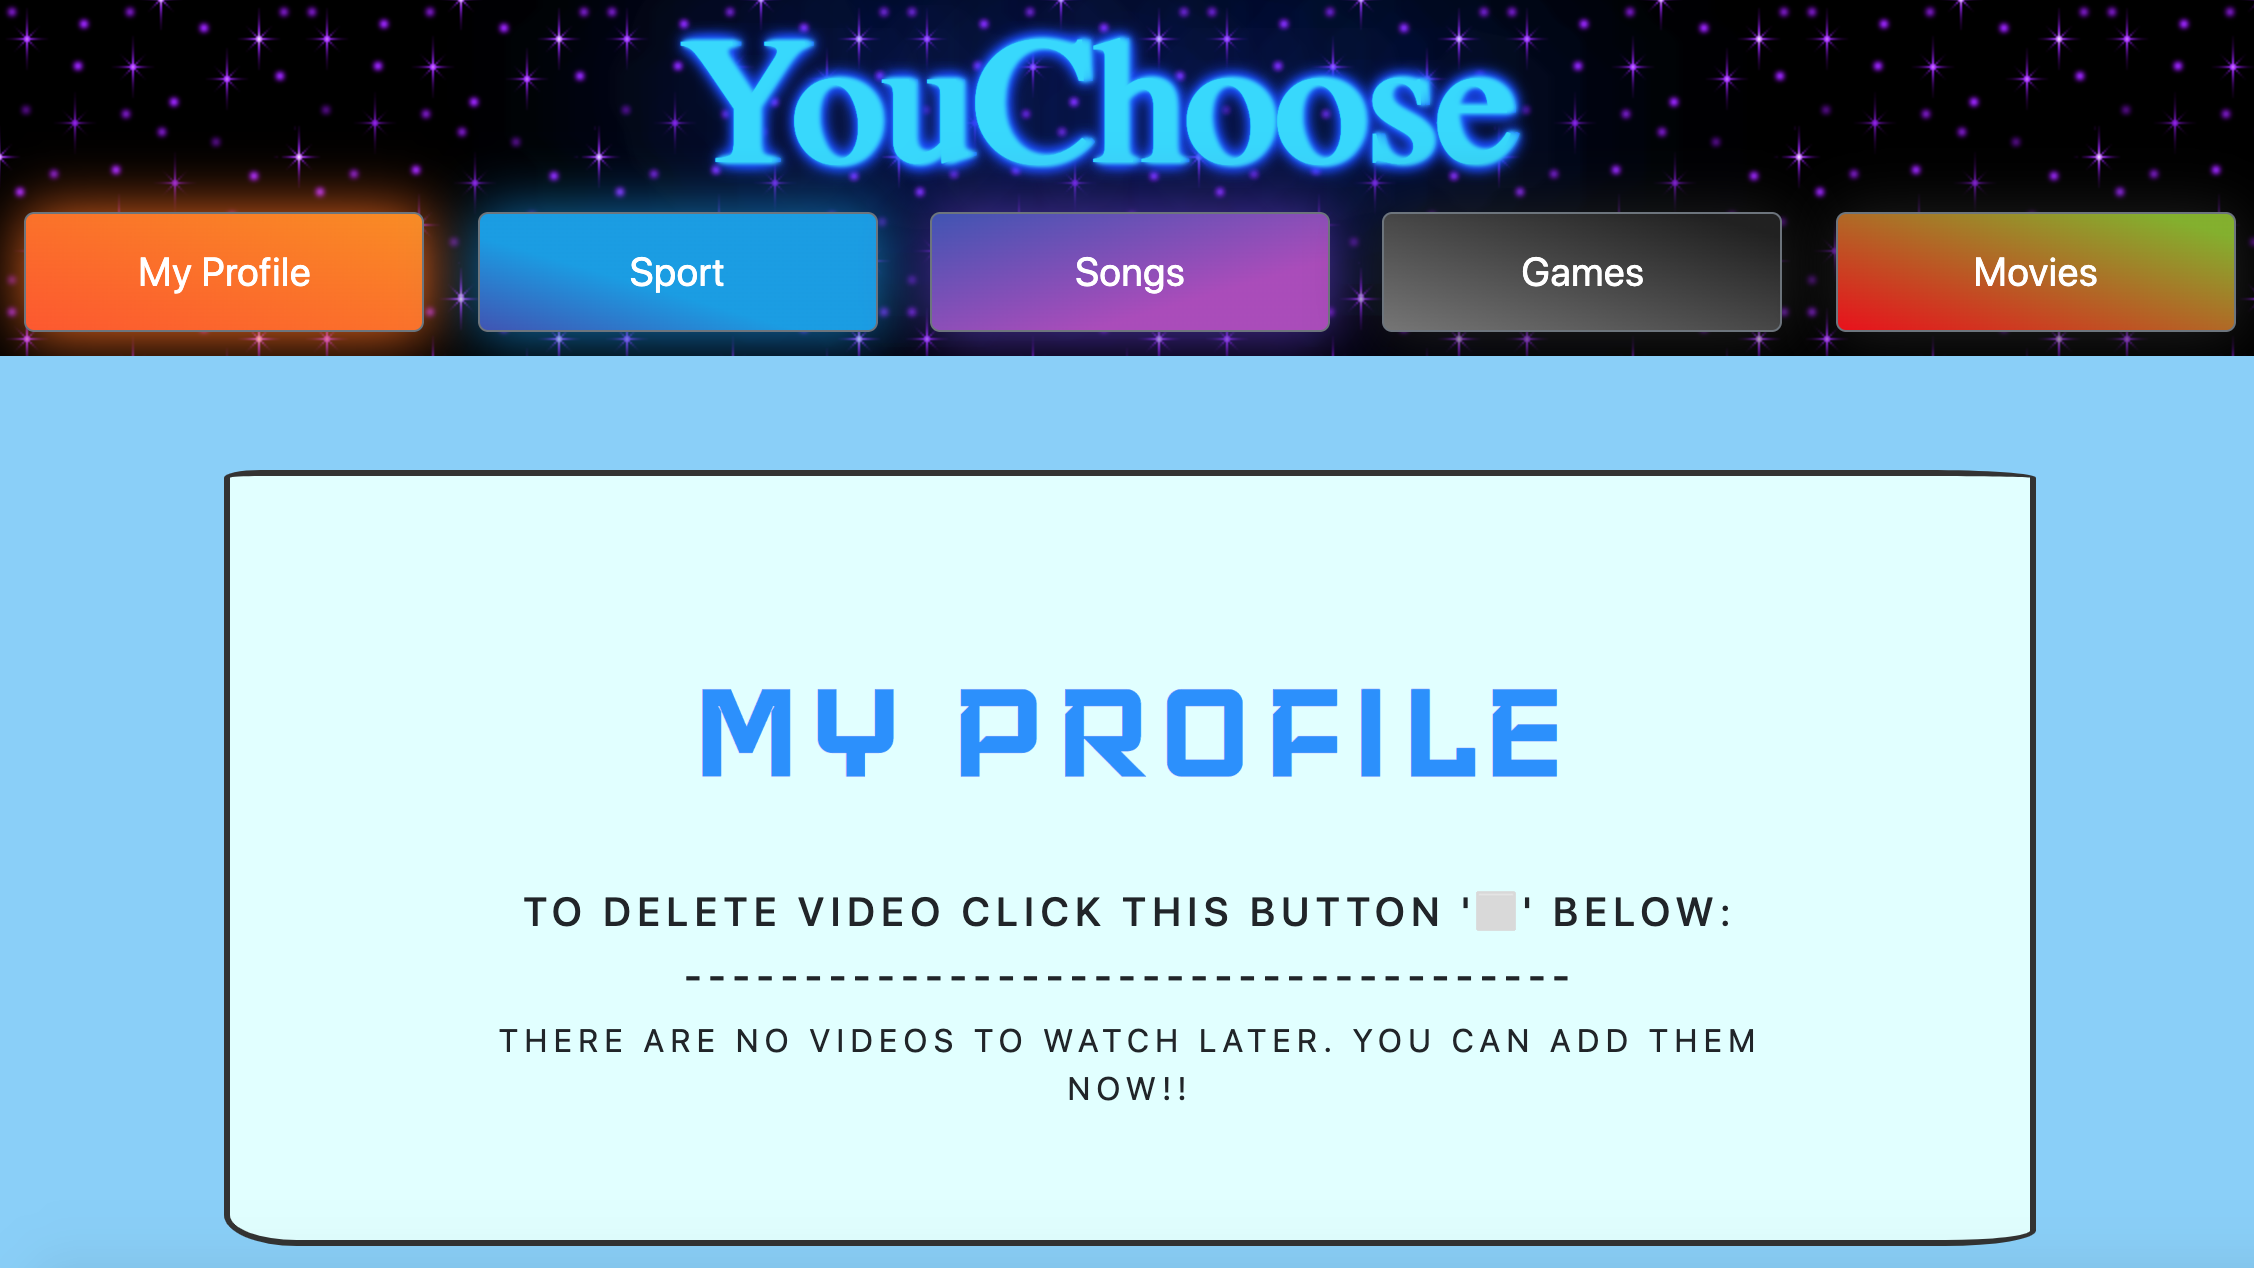 YouChoose
My Profile
Sport
Songs
Games
Movies
MY PROFILE
TO DELETE VIDEO CLICK THIS BUTTON '⬜' BELOW:
-------------------------------------
THERE ARE NO VIDEOS TO WATCH LATER. YOU CAN ADD THEM
NOW!!